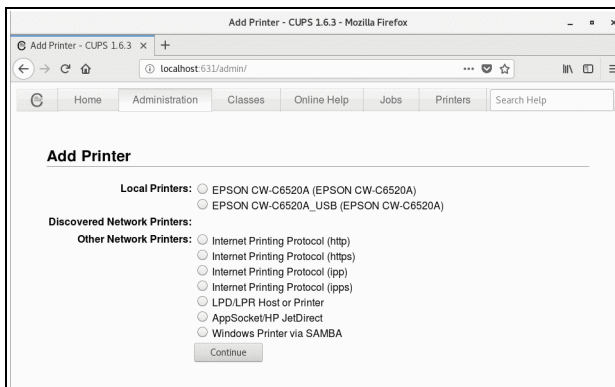 Add Printer - CUPS 1.6.3 - Mozilla Firefox
Add Printer - CUPS 1.6.3
localhost:631/admin/
Home Administration Classes Online Help Jobs Printers Search Help
Add Printer
Local Printers: EPSON CW-C6520A (EPSON CW-C6520A)
EPSON CW-C6520A_USB (EPSON CW-C6520A)
Discovered Network Printers:
Other Network Printers: Internet Printing Protocol (http)
Internet Printing Protocol (https)
Internet Printing Protocol (ipp)
Internet Printing Protocol (ipps)
LPD/LPR Host or Printer
AppSocket/HP JetDirect
Windows Printer via SAMBA
Continue